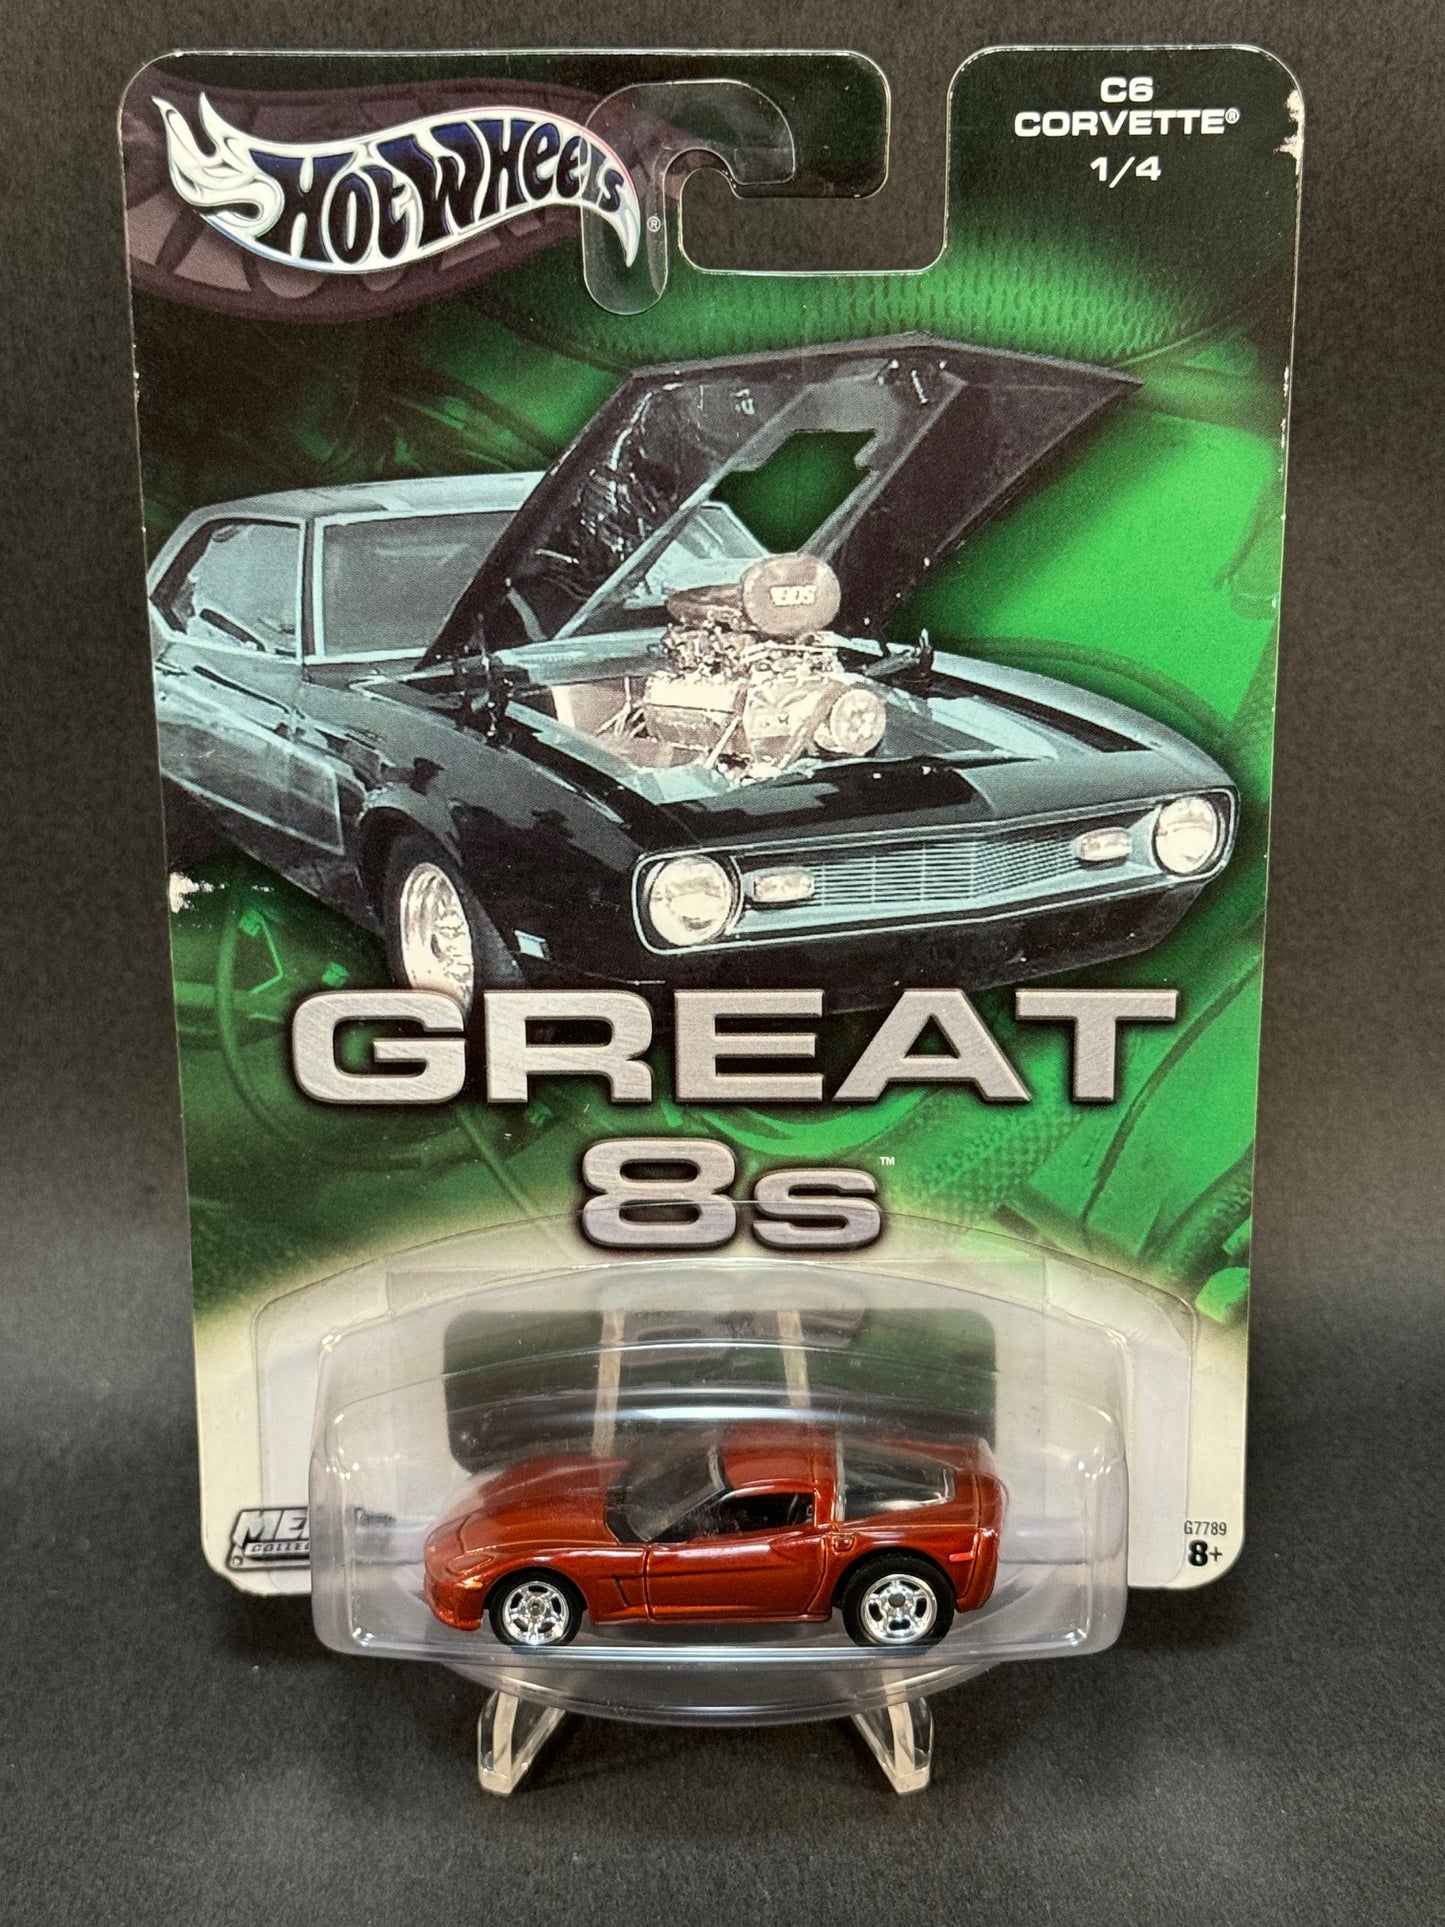 HOT WHEELS ®
C6
CORVETTE®
1/4
GREAT
8s™
G7789
8+